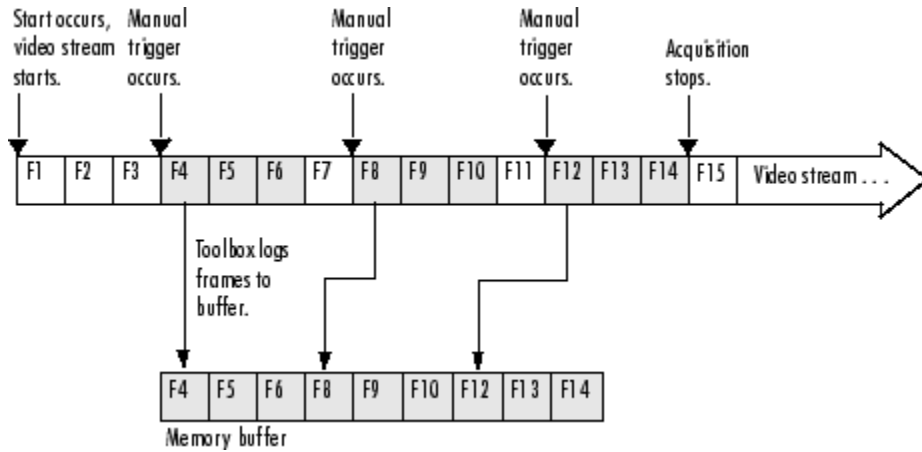 Start occurs,
video stream
starts.
Manual
trigger
occurs.
Manual
trigger
occurs.
Manual
trigger
occurs.
Acquisition
stops.
F1 F2 F3 F4 F5 F6 F7 F8 F9 F10 F11 F12 F13 F14 F15 Video stream . . .
Toolbox logs
frames to
buffer.
F4 F5 F6 F8 F9 F10 F12 F13 F14
Memory buffer